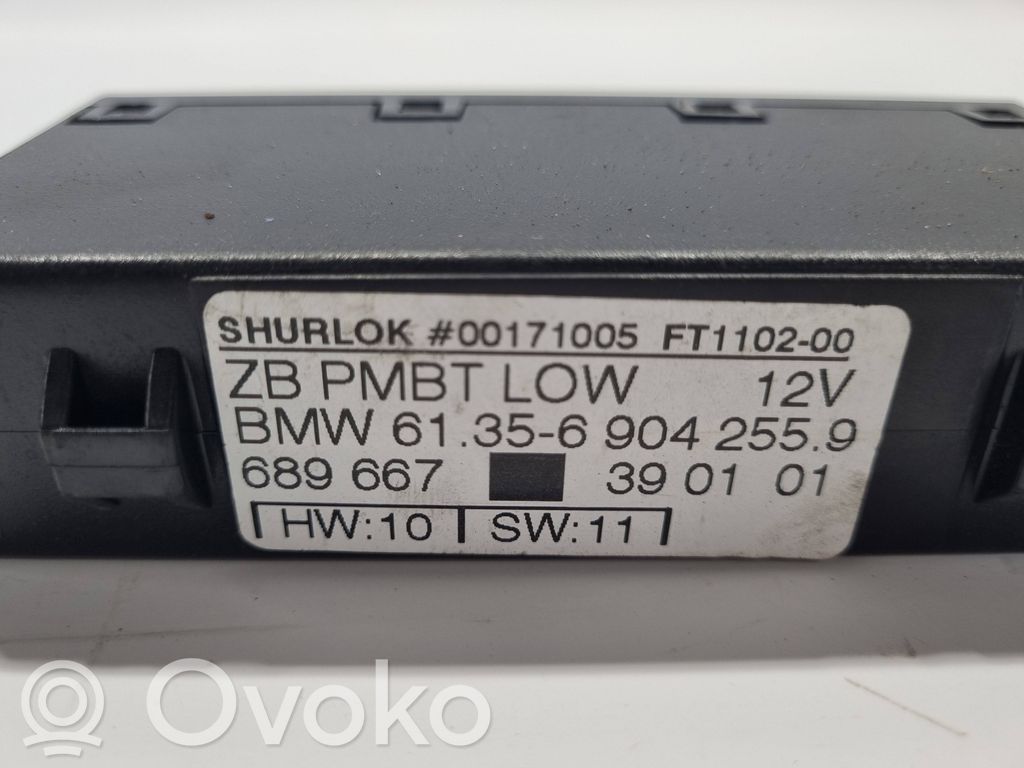 SHURLOK #00171005 FT1102-00
ZB PMBT LOW 12V
BMW 61.35-6 904 255.9
689 667 39 01 01
HW:10 SW:11
Ovoko